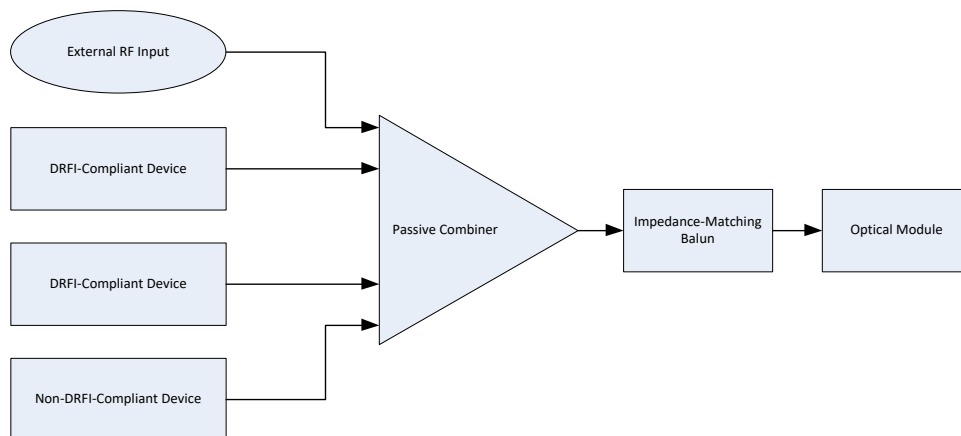 External RF Input
DRFI-Compliant Device
DRFI-Compliant Device
Non-DRFI-Compliant Device
Passive Combiner
Impedance-Matching
Balun
Optical Module